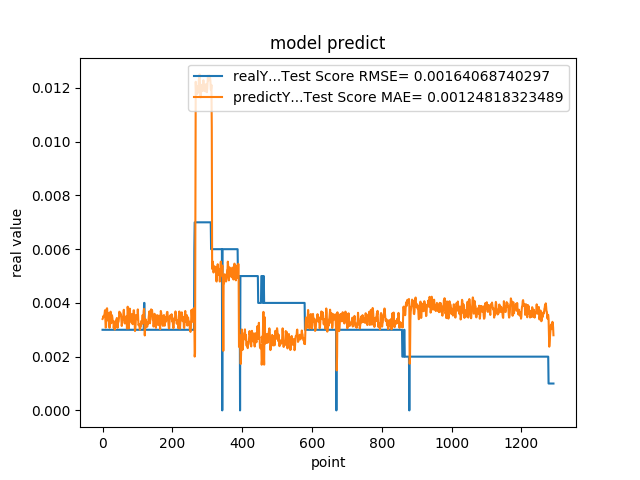 model predict
realY...Test Score RMSE= 0.00164068740297
predictY...Test Score MAE= 0.00124818323489
0.012
0.010
0.008
0.006
0.004
0.002
0.000
real value
0 200 400 600 800 1000 1200
point